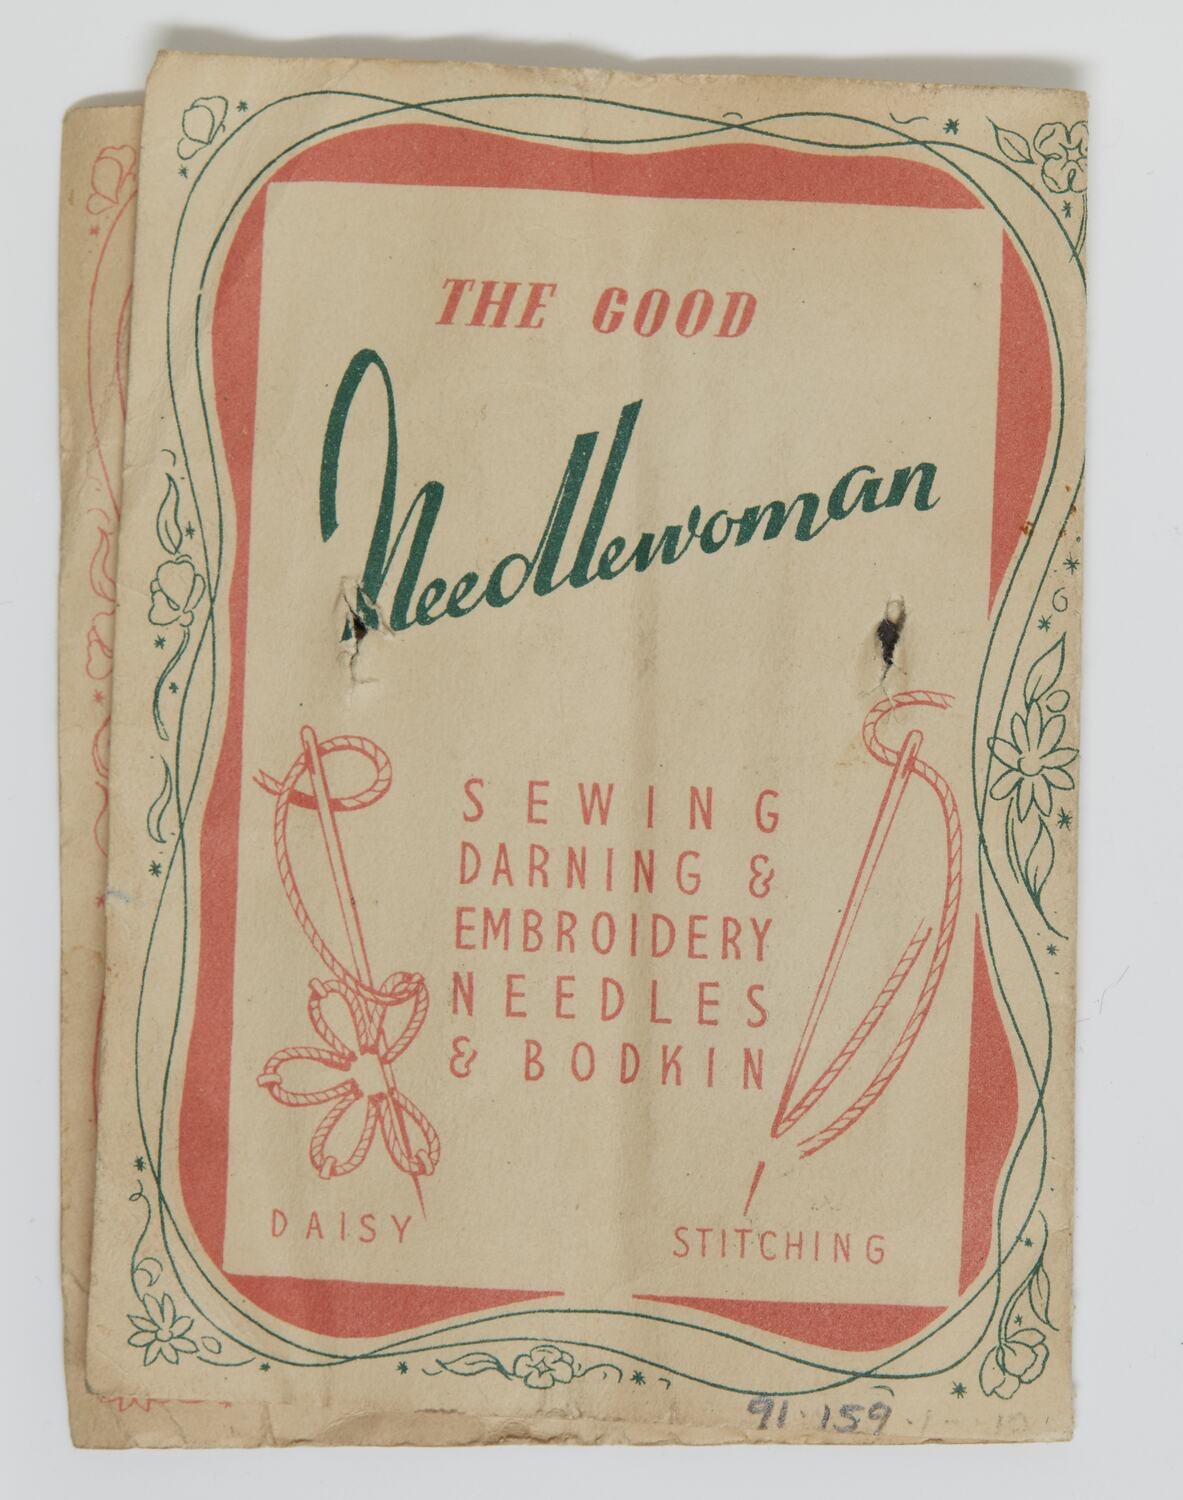 THE GOOD
Needlewoman
SEWING
DARNING &
EMBROIDERY
NEEDLES
& BODKIN
DAISY
STITCHING
91.159